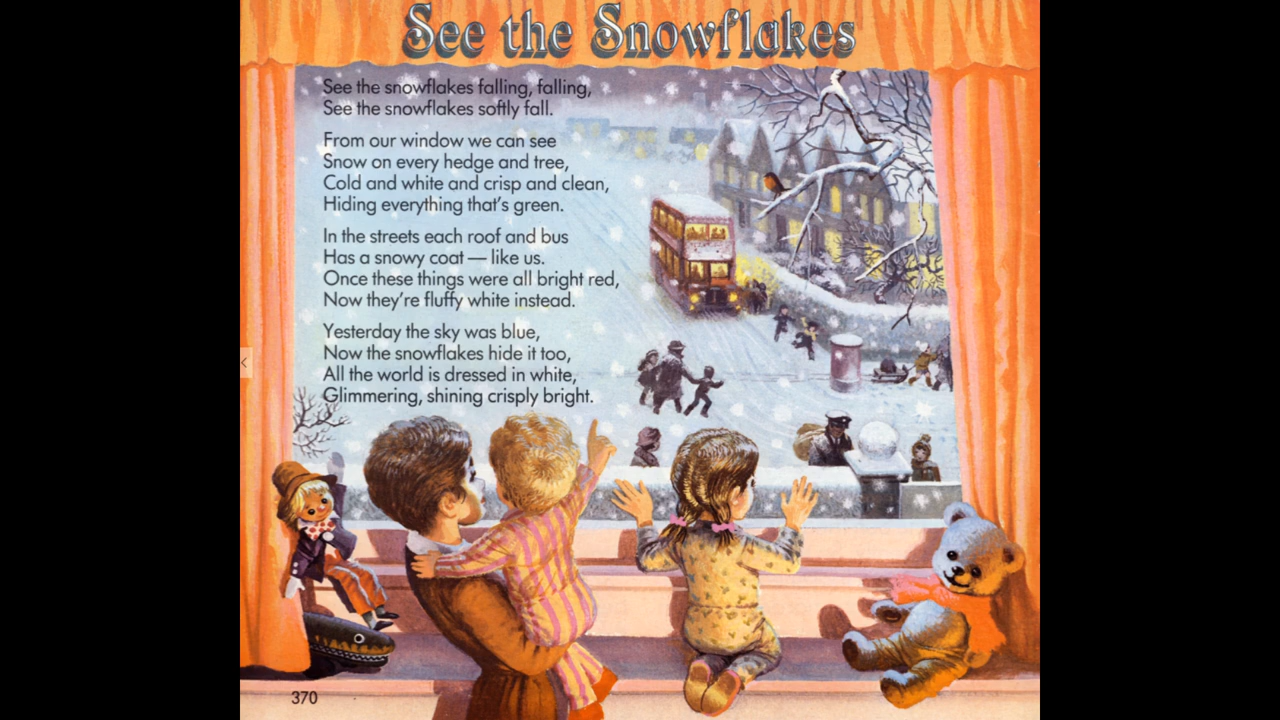 See the Snowflakes
See the snowflakes falling, falling,
See the snowflakes softly fall.
From our window we can see
Snow on every hedge and tree,
Cold and white and crisp and clean,
Hiding everything that's green.
In the streets each roof and bus
Has a snowy coat — like us.
Once these things were all bright red,
Now they're fluffy white instead.
Yesterday the sky was blue,
Now the snowflakes hide it too,
All the world is dressed in white,
Glimmering, shining crisply bright.
370